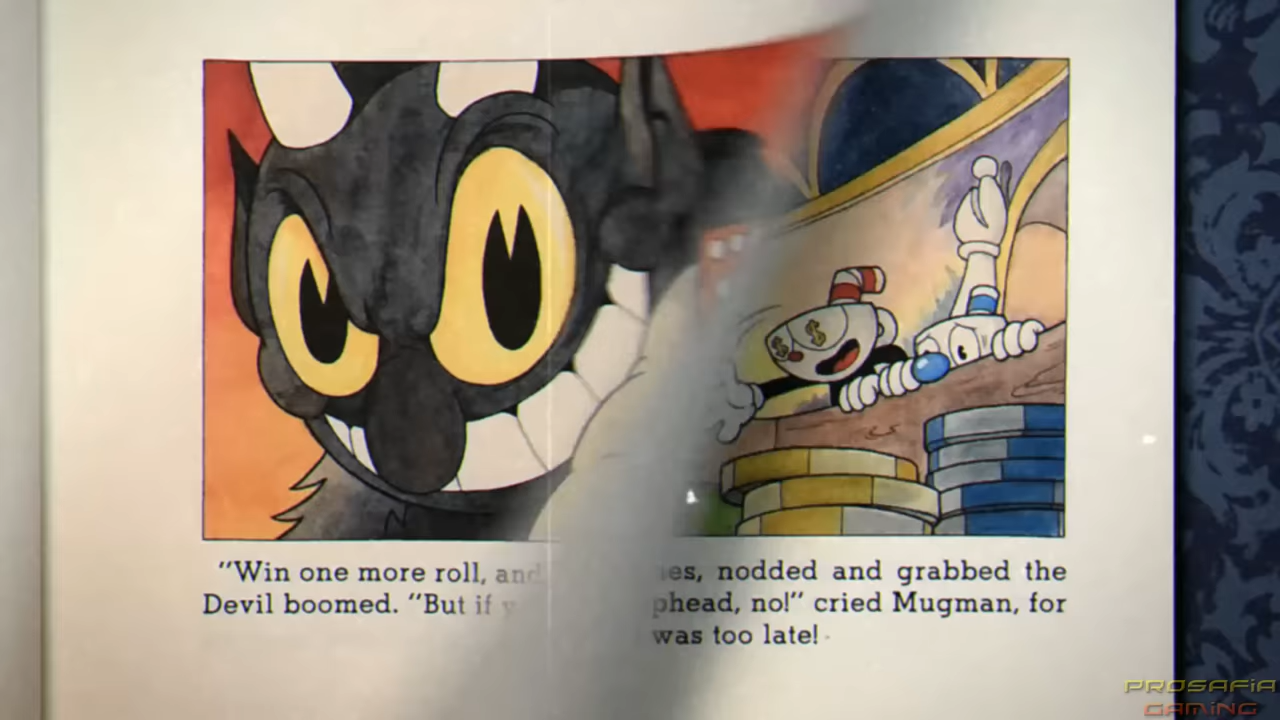 "Win one more roll, and
Devil boomed. "But if
es, nodded and grabbed the
phead, no!" cried Mugman, for
was too late!
PROSAFiA
GAMiNG